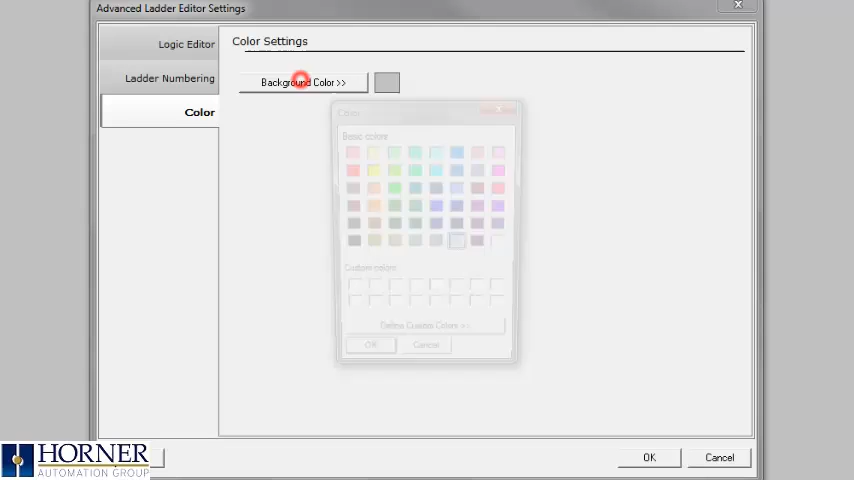 Advanced Ladder Editor Settings
Logic Editor
Ladder Numbering
Color
Color Settings
Background Color >>
Color
Basic colors
Custom colors
Define Custom Colors >>
OK
Cancel
OK
Cancel
HORNER
AUTOMATION GROUP